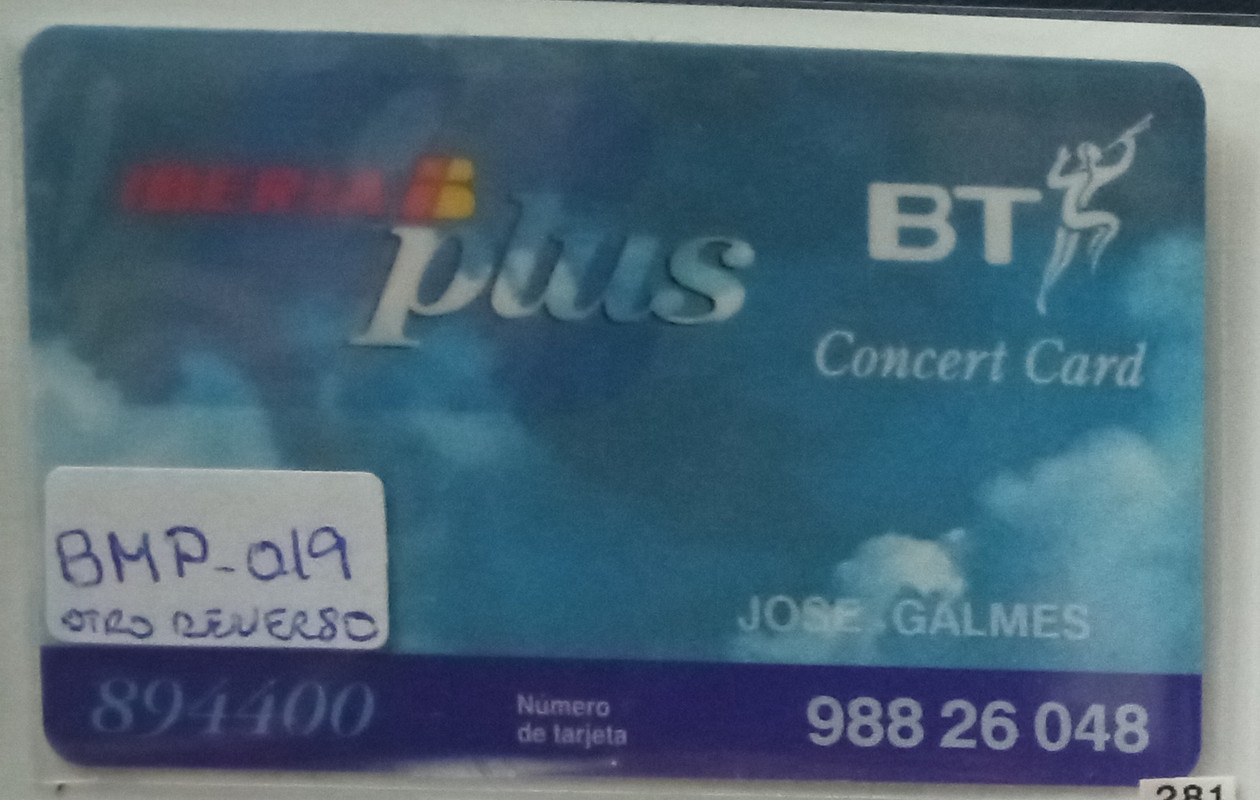 IBERIA
plus
BT
Concert Card
BMP-019
OTRO REVERSO
JOSE GALMES
894400
Número
de tarjeta
988 26 048
281